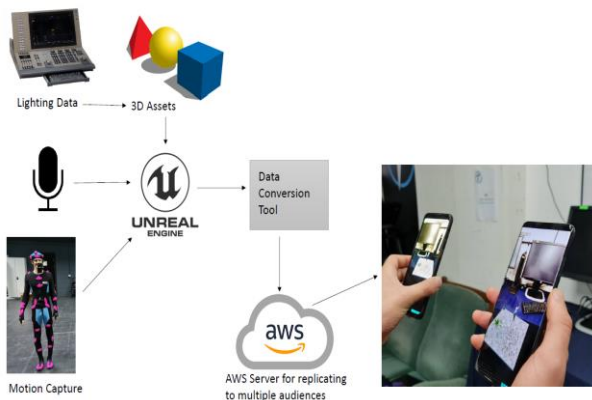 Lighting Data
3D Assets
UNREAL
ENGINE
Data
Conversion
Tool
aws
AWS Server for replicating
to multiple audiences
Motion Capture